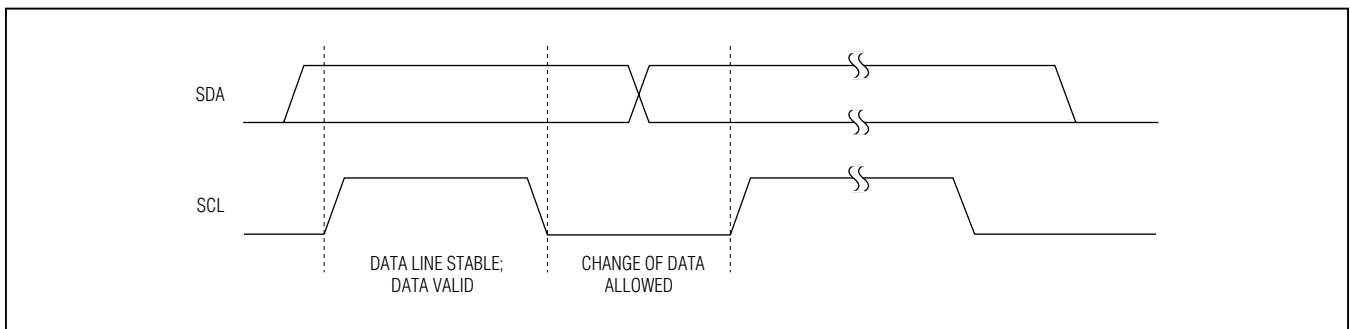 SDA
SCL
DATA LINE STABLE;
DATA VALID
CHANGE OF DATA
ALLOWED